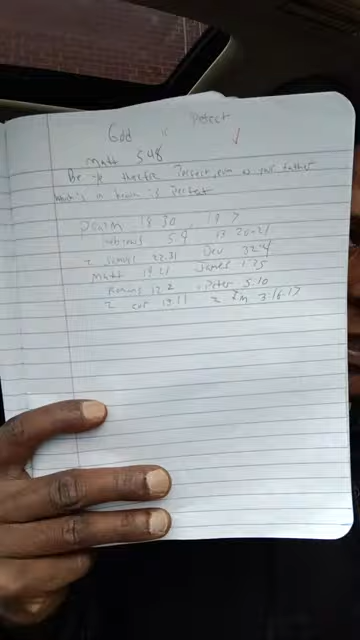 God is Perfect
Matt 5:48
Be ye therefore Perfect, even as your father
which is in heaven is Perfect
Psalm 18 30, 19 7
Hebrews 5:9, 13 20-21
2 Samuel 22:31 Deu 32:4
Matt 19:21 James 1:25
Romans 12 2 1 Peter 5:10
2 Cor 13:11 2 Tim 3:16-17